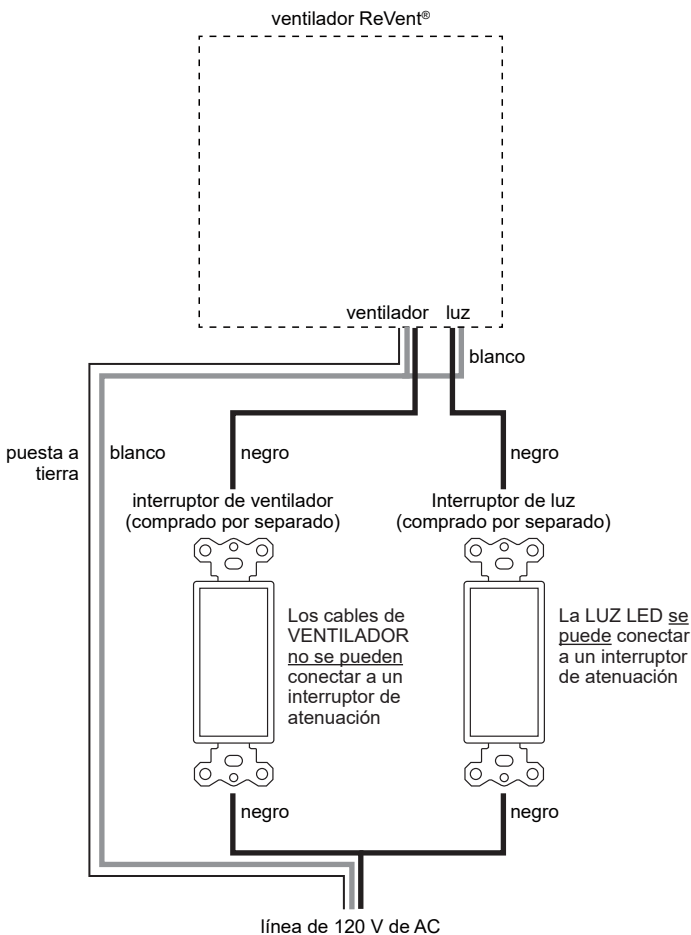 ventilador ReVent®
ventilador luz
blanco
puesta a
tierra
blanco
negro
negro
interruptor de ventilador
(comprado por separado)
Interruptor de luz
(comprado por separado)
Los cables de
VENTILADOR
no se pueden
conectar a un
interruptor de
atenuación
La LUZ LED se
puede conectar
a un interruptor
de atenuación
negro
negro
línea de 120 V de AC